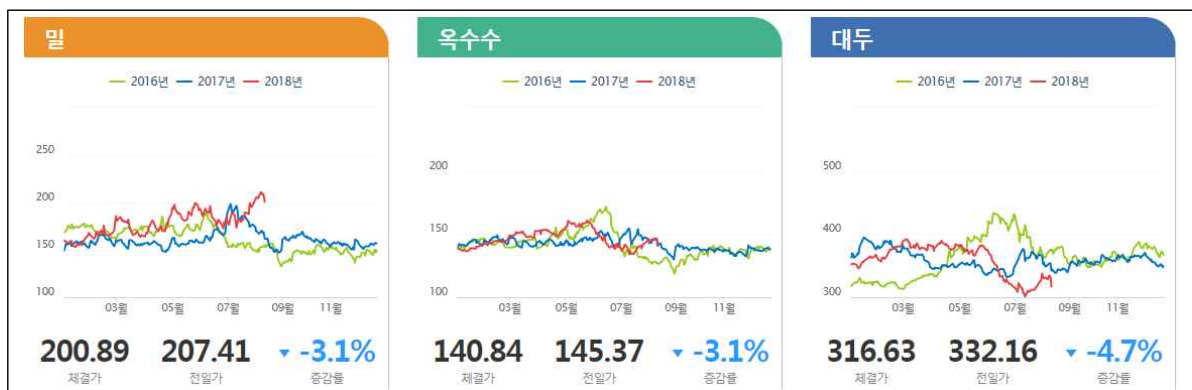 밀
2016년 2017년 2018년
250
200
150
100
03월 05월 07월 09월 11월
200.89 207.41 ▼ -3.1%
체결가 전일가 증감률
옥수수
2016년 2017년 2018년
200
150
100
03월 05월 07월 09월 11월
140.84 145.37 ▼ -3.1%
체결가 전일가 증감률
대두
2016년 2017년 2018년
500
400
300
03월 05월 07월 09월 11월
316.63 332.16 ▼ -4.7%
체결가 전일가 증감률